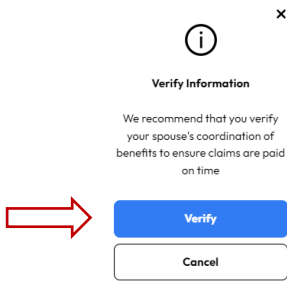 Verify Information
We recommend that you verify
your spouse's coordination of
benefits to ensure claims are paid
on time
Verify
Cancel